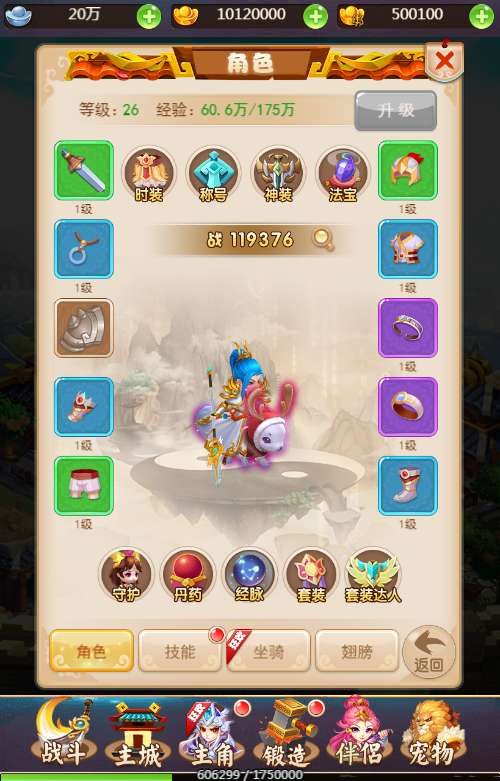 20万 10120000 500100
角色
等级: 26 经验: 60.6万/175万 升级
时装 称号 神装 法宝
1级 1级
战 119376
1级 1级
1级
1级 1级
1级 1级
守护 丹药 经脉 套装 套装达人
角色 技能 狂欢 坐骑 翅膀 返回
狂欢
战斗 主城 主角 锻造 伴侣 宠物
606299 / 1750000